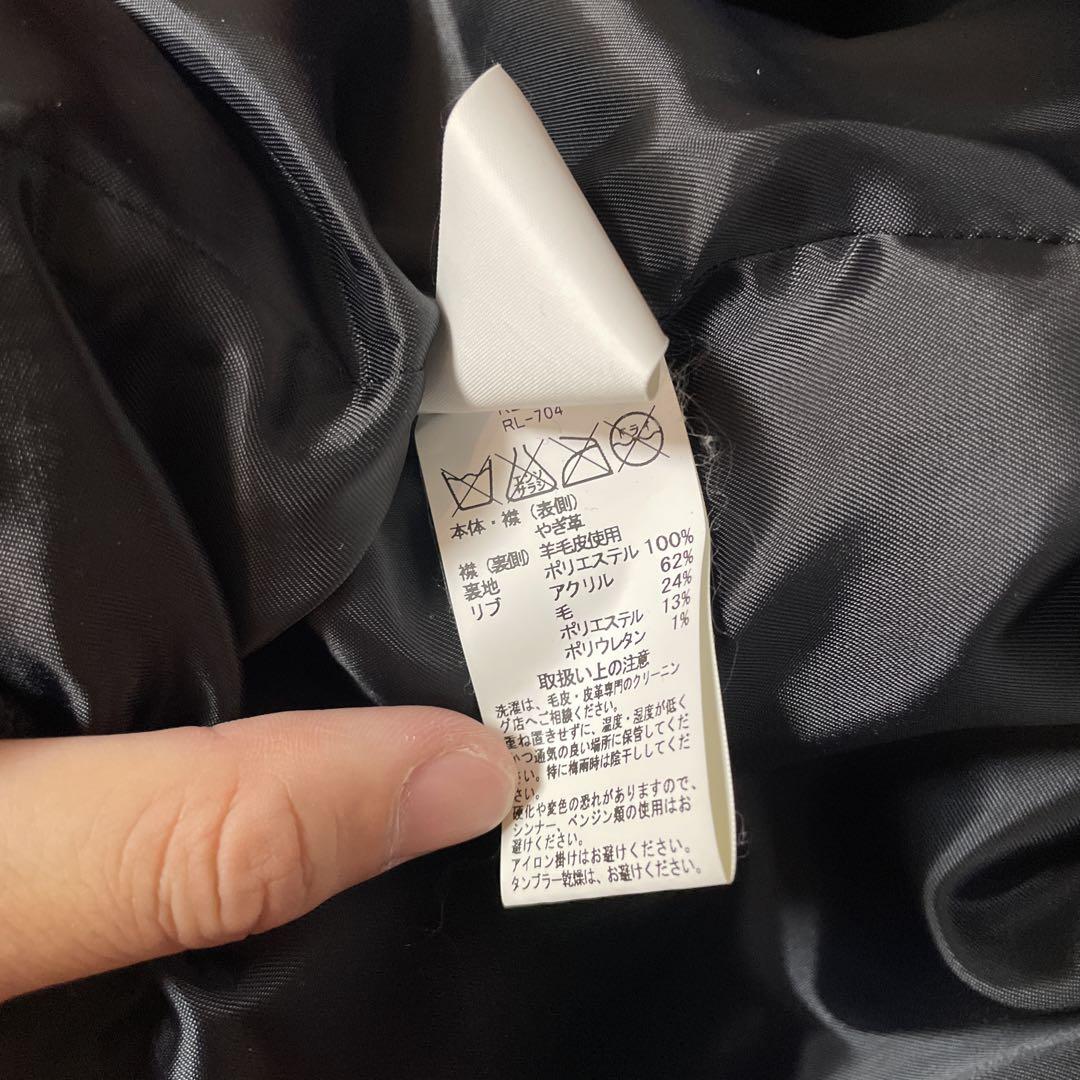 RL-704
エンソ サラシ
ドライ
本体・襟（表側）
やぎ革
襟（裏側） 羊毛皮使用
裏地 ポリエステル 100%
リブ アクリル 62%
毛 24%
ポリエステル 13%
ポリウレタン 1%
取扱い上の注意
洗濯は、毛皮・皮革専門のクリーニン
グ店へご相談ください。
重ね置きせずに、温度・湿度が低く
かつ通気の良い場所に保管してくだ
さい。特に梅雨時は陰干ししてくだ
さい。
硬化や変色の恐れがありますので、
シンナー、ベンジン類の使用はお
避けください。
アイロン掛けはお避けください。
タンブラー乾燥は、お避けください。